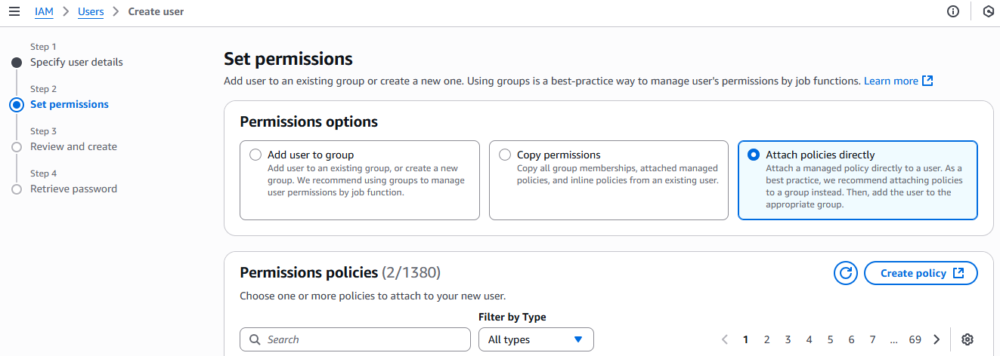 IAM > Users > Create user
Step 1
Specify user details
Step 2
Set permissions
Step 3
Review and create
Step 4
Retrieve password
Set permissions
Add user to an existing group or create a new one. Using groups is a best-practice way to manage user's permissions by job functions. Learn more
Permissions options
Add user to group
Add user to an existing group, or create a new
group. We recommend using groups to manage
user permissions by job function.
Copy permissions
Copy all group memberships, attached managed
policies, and inline policies from an existing user.
Attach policies directly
Attach a managed policy directly to a user. As a
best practice, we recommend attaching policies
to a group instead. Then, add the user to the
appropriate group.
Permissions policies (2/1380)
Create policy
Choose one or more policies to attach to your new user.
Filter by Type
Search
All types
1 2 3 4 5 6 7 ... 69